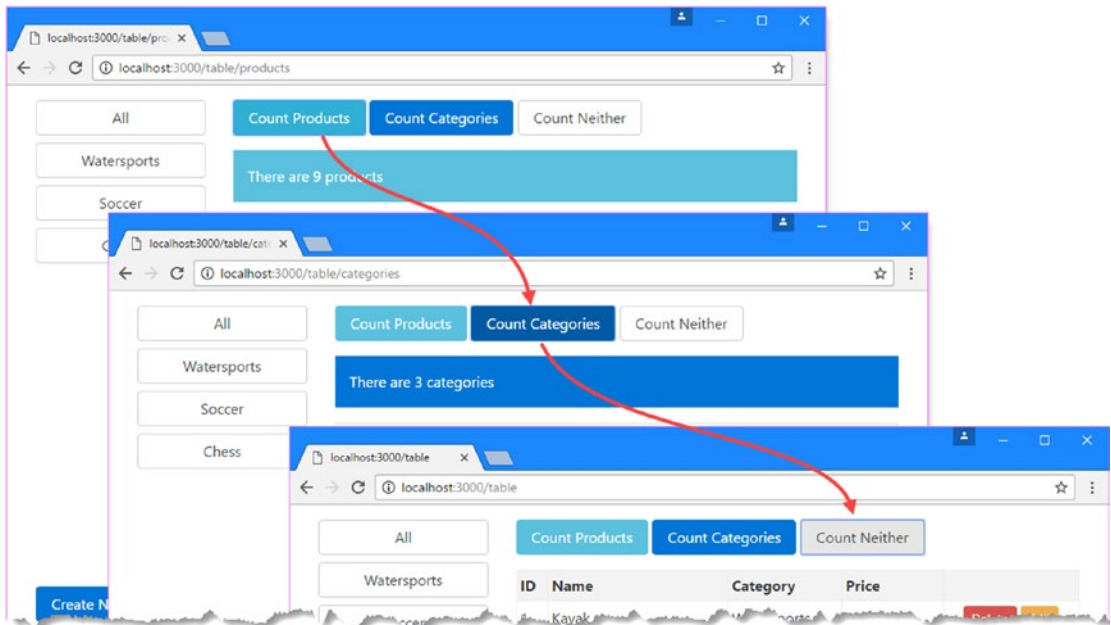 localhost:3000/table/pro
localhost:3000/table/products
All
Count Products
Count Categories
Count Neither
Watersports
There are 9 products
Soccer
localhost:3000/table/cate
localhost:3000/table/categories
All
Count Products
Count Categories
Count Neither
Watersports
There are 3 categories
Soccer
Chess
localhost:3000/table
localhost:3000/table
All
Count Products
Count Categories
Count Neither
Watersports
ID Name Category Price
Create N
Kayak